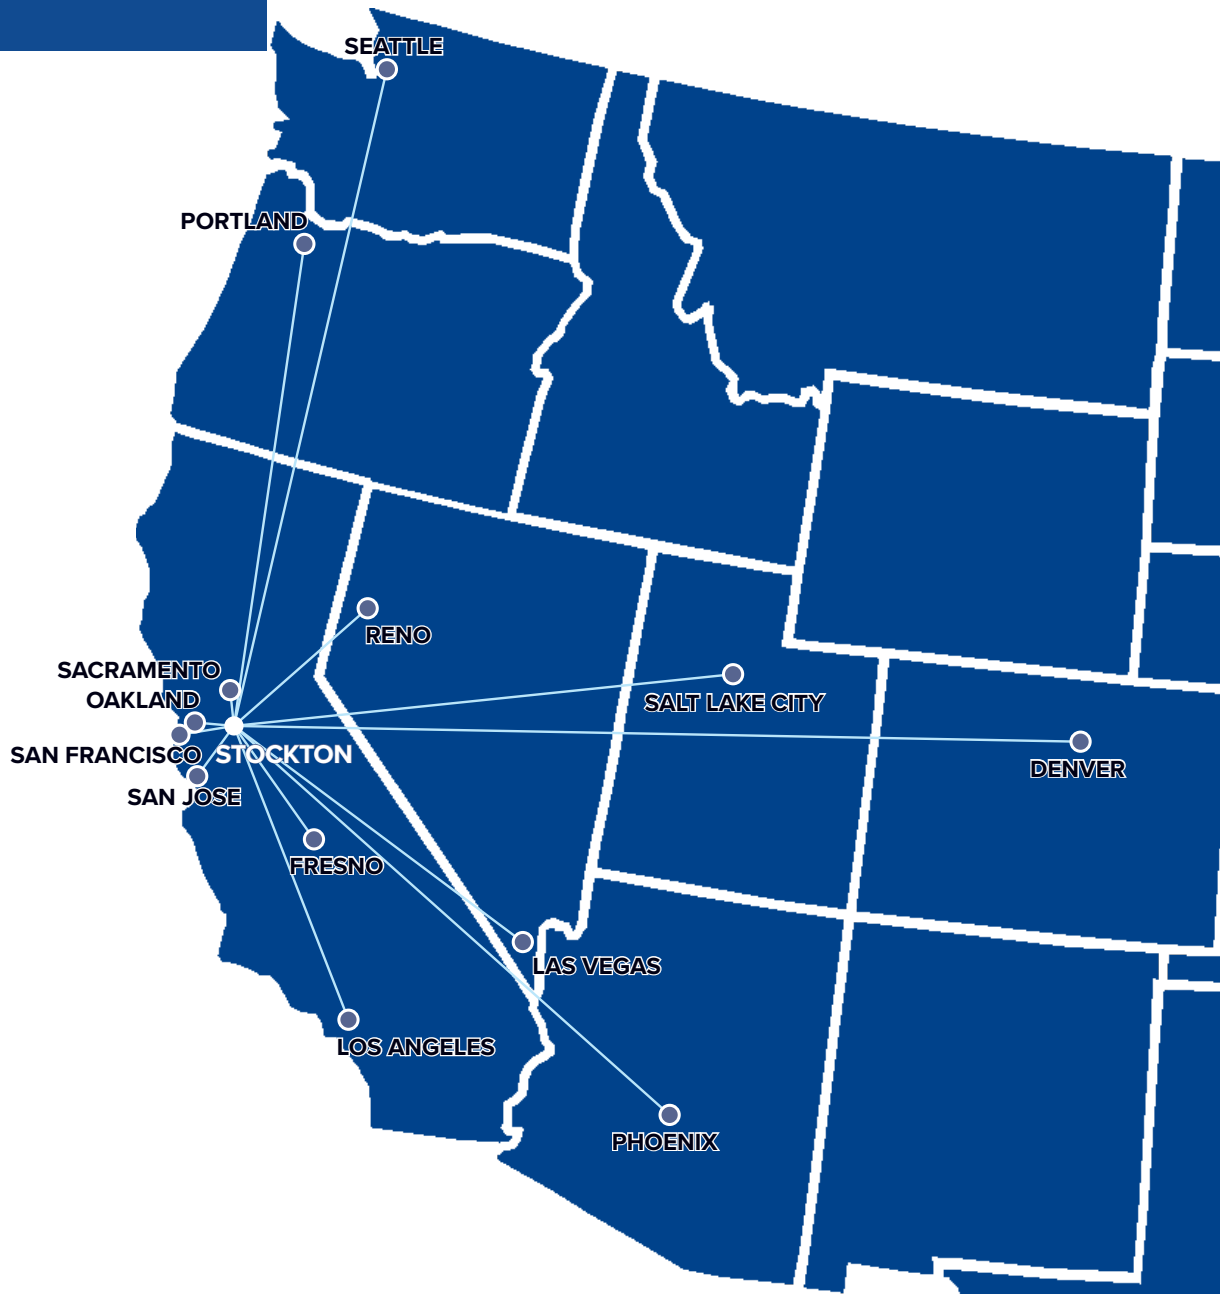 SEATTLE
PORTLAND
RENO
SACRAMENTO
OAKLAND
SALT LAKE CITY
SAN FRANCISCO
STOCKTON
DENVER
SAN JOSE
FRESNO
LAS VEGAS
LOS ANGELES
PHOENIX